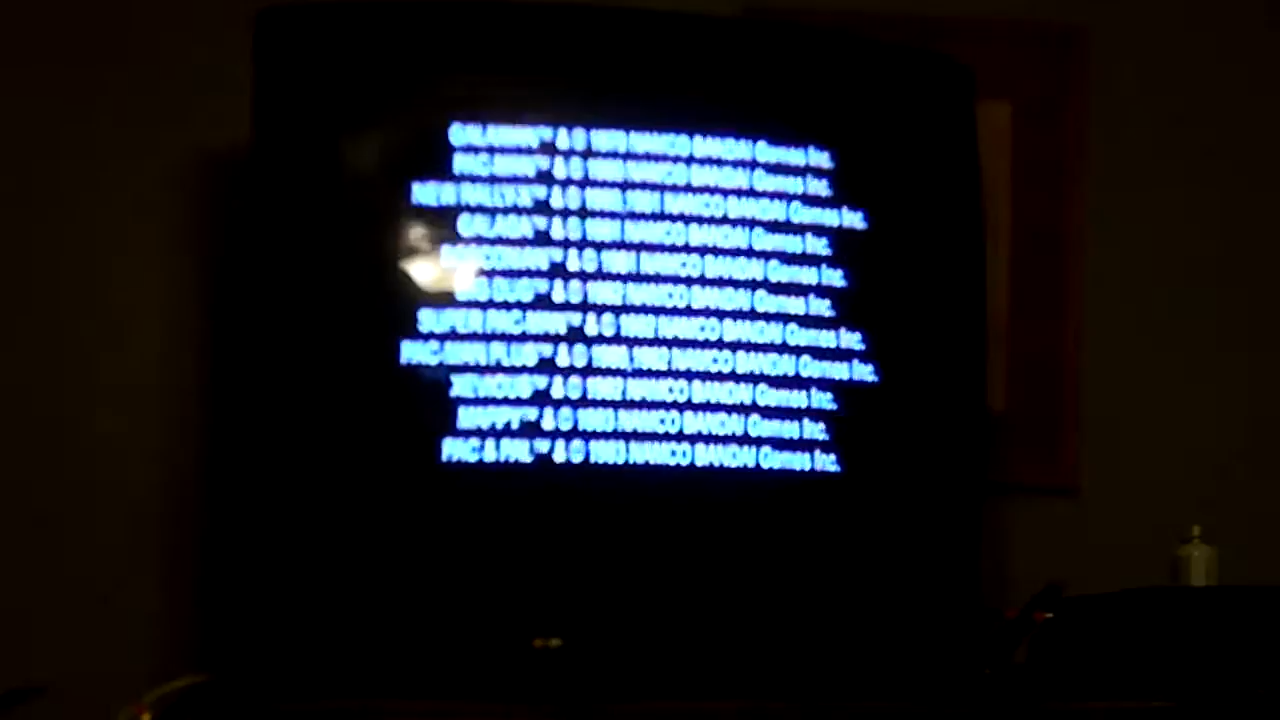 GALAXIAN™ & © 1979 NAMCO BANDAI Games Inc.
PAC-MAN™ & © 1980 NAMCO BANDAI Games Inc.
NEW RALLY-X™ & © 1980,1981 NAMCO BANDAI Games Inc.
GALAGA™ & © 1981 NAMCO BANDAI Games Inc.
™ & © 1981 NAMCO BANDAI Games Inc.
DIG DUG™ & © 1982 NAMCO BANDAI Games Inc.
SUPER PAC-MAN™ & © 1982 NAMCO BANDAI Games Inc.
PAC-MAN PLUS™ & © 1980,1982 NAMCO BANDAI Games Inc.
XEVIOUS™ & © 1982 NAMCO BANDAI Games Inc.
MAPPY™ & © 1983 NAMCO BANDAI Games Inc.
PAC & PAL™ & © 1983 NAMCO BANDAI Games Inc.